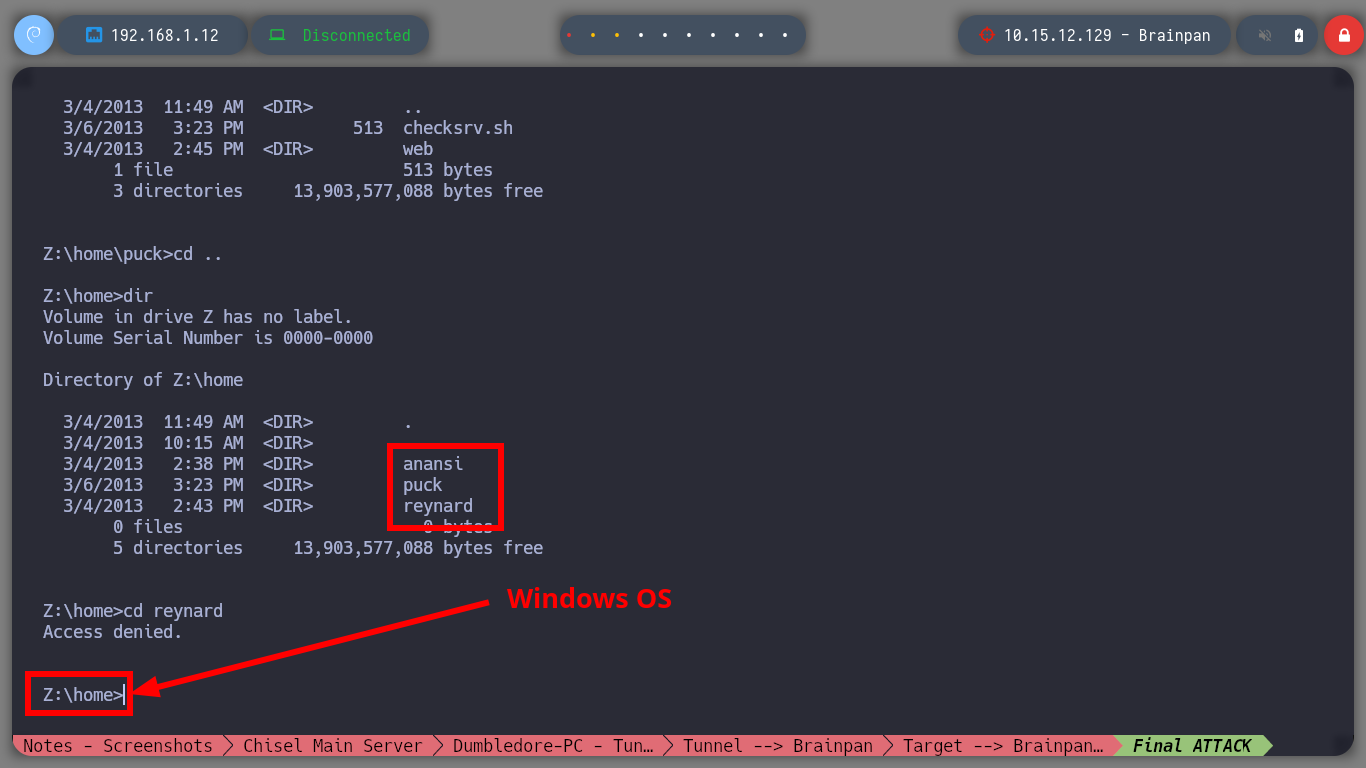 192.168.1.12 Disconnected 10.15.12.129 - Brainpan
3/4/2013 11:49 AM <DIR> ..
3/6/2013 3:23 PM 513 checksrv.sh
3/4/2013 2:45 PM <DIR> web
1 file 513 bytes
3 directories 13,903,577,088 bytes free
Z:\home\puck>cd ..
Z:\home>dir
Volume in drive Z has no label.
Volume Serial Number is 0000-0000
Directory of Z:\home
3/4/2013 11:49 AM <DIR> .
3/4/2013 10:15 AM <DIR>
3/4/2013 2:38 PM <DIR> anansi
3/6/2013 3:23 PM <DIR> puck
3/4/2013 2:43 PM <DIR> reynard
0 files 0 bytes
5 directories 13,903,577,088 bytes free
Windows OS
Z:\home>cd reynard
Access denied.
Z:\home>
Notes - Screenshots Chisel Main Server Dumbledore-PC - Tun… Tunnel --> Brainpan Target --> Brainpan… Final ATTACK